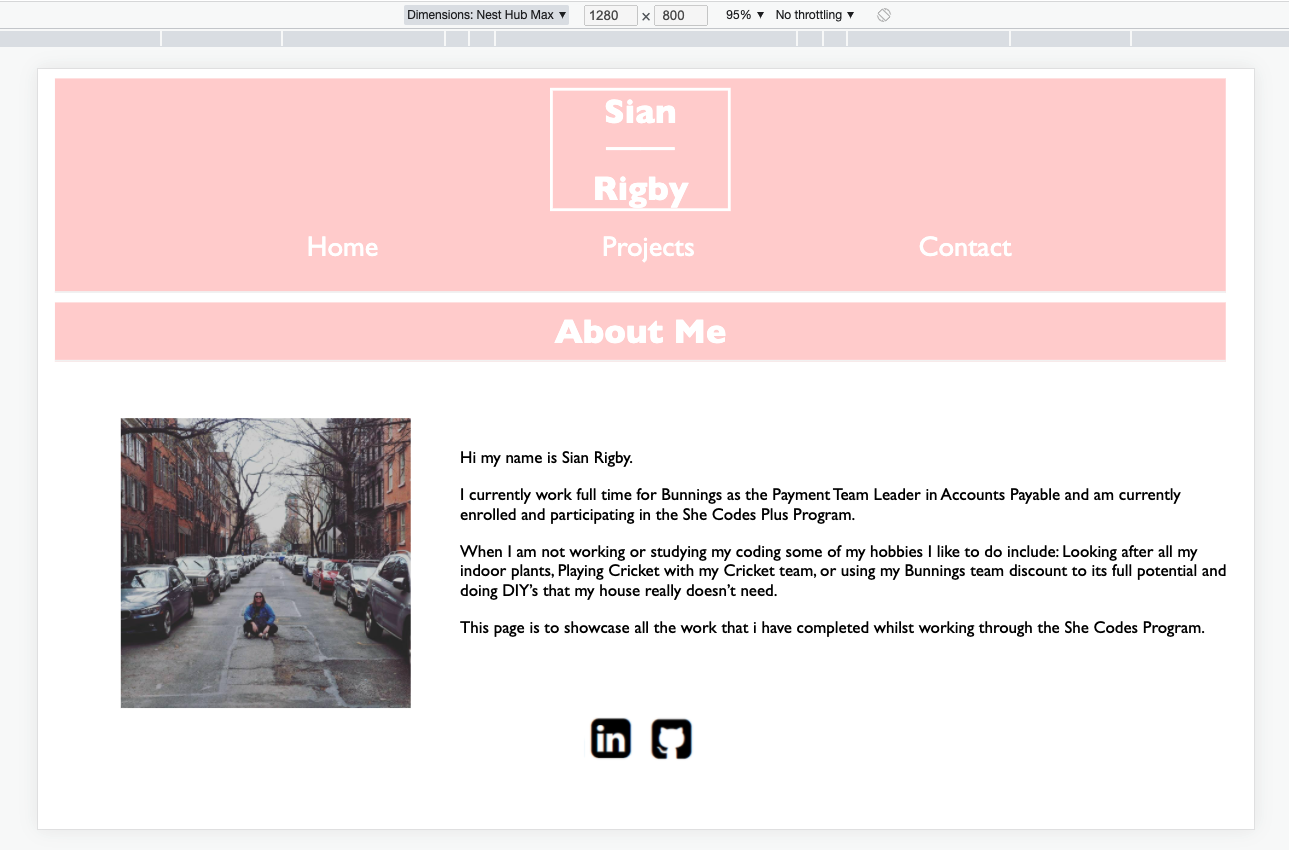 Dimensions: Nest Hub Max ▼ 1280 × 800 95% ▼ No throttling ▼
Sian
Rigby
Home Projects Contact
About Me
Hi my name is Sian Rigby.
I currently work full time for Bunnings as the Payment Team Leader in Accounts Payable and am currently
enrolled and participating in the She Codes Plus Program.
When I am not working or studying my coding some of my hobbies I like to do include: Looking after all my
indoor plants, Playing Cricket with my Cricket team, or using my Bunnings team discount to its full potential and
doing DIY’s that my house really doesn’t need.
This page is to showcase all the work that i have completed whilst working through the She Codes Program.
in